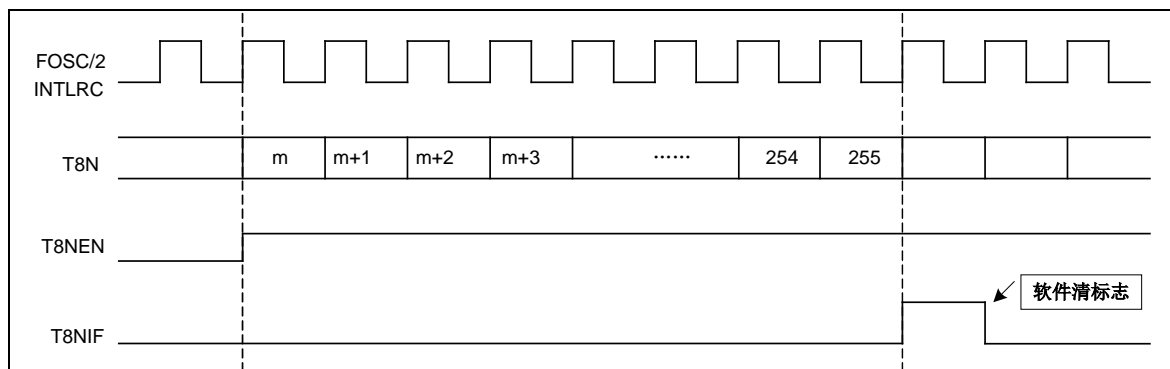 FOSC/2
INTLRC
T8N
m
m+1
m+2
m+3
……
254
255
T8NEN
T8NIF
软件清标志